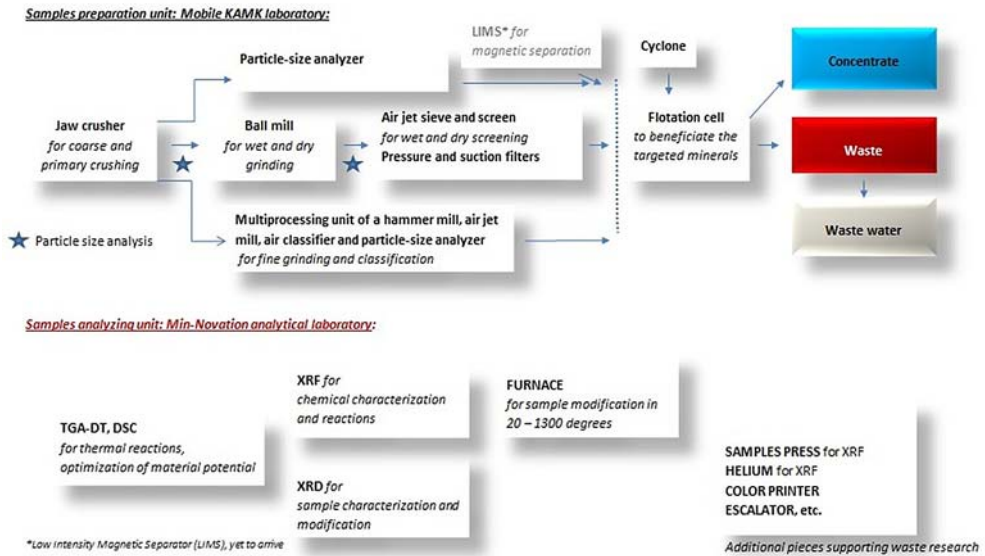 Samples preparation unit: Mobile KAMK laboratory:
LIMS* for
magnetic separation
Particle-size analyzer
Cyclone
Concentrate
Jaw crusher
for coarse and
primary crushing
Ball mill
for wet and dry
grinding
Air jet sieve and screen
for wet and dry screening
Pressure and suction filters
Flotation cell
to beneficiate the
targeted minerals
Waste
Waste water
Particle size analysis
Multiprocessing unit of a hammer mill, air jet
mill, air classifier and particle-size analyzer
for fine grinding and classification
Samples analyzing unit: Min-Novation analytical laboratory:
TGA-DT, DSC
for thermal reactions,
optimization of material potential
XRF for
chemical characterization
and reactions
XRD for
sample characterization and
modification
FURNACE
for sample modification in
20 – 1300 degrees
SAMPLES PRESS for XRF
HELIUM for XRF
COLOR PRINTER
ESCALATOR, etc.
*Low Intensity Magnetic Separator (LIMS), yet to arrive
Additional pieces supporting waste research